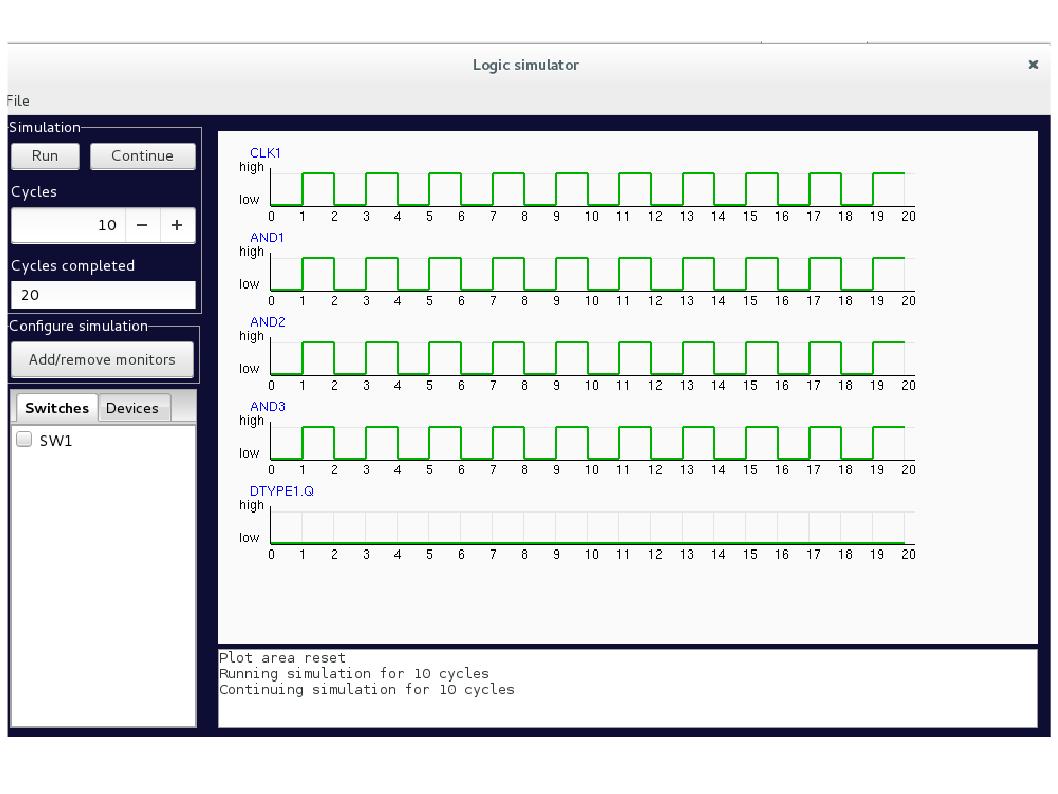 Logic simulator
File
Simulation
Run Continue
Cycles
10 − +
Cycles completed
20
Configure simulation
Add/remove monitors
Switches Devices
SW1
CLK1
high
low
0 1 2 3 4 5 6 7 8 9 10 11 12 13 14 15 16 17 18 19 20
AND1
high
low
0 1 2 3 4 5 6 7 8 9 10 11 12 13 14 15 16 17 18 19 20
AND2
high
low
0 1 2 3 4 5 6 7 8 9 10 11 12 13 14 15 16 17 18 19 20
AND3
high
low
0 1 2 3 4 5 6 7 8 9 10 11 12 13 14 15 16 17 18 19 20
DTYPE1.Q
high
low
0 1 2 3 4 5 6 7 8 9 10 11 12 13 14 15 16 17 18 19 20
Plot area reset
Running simulation for 10 cycles
Continuing simulation for 10 cycles